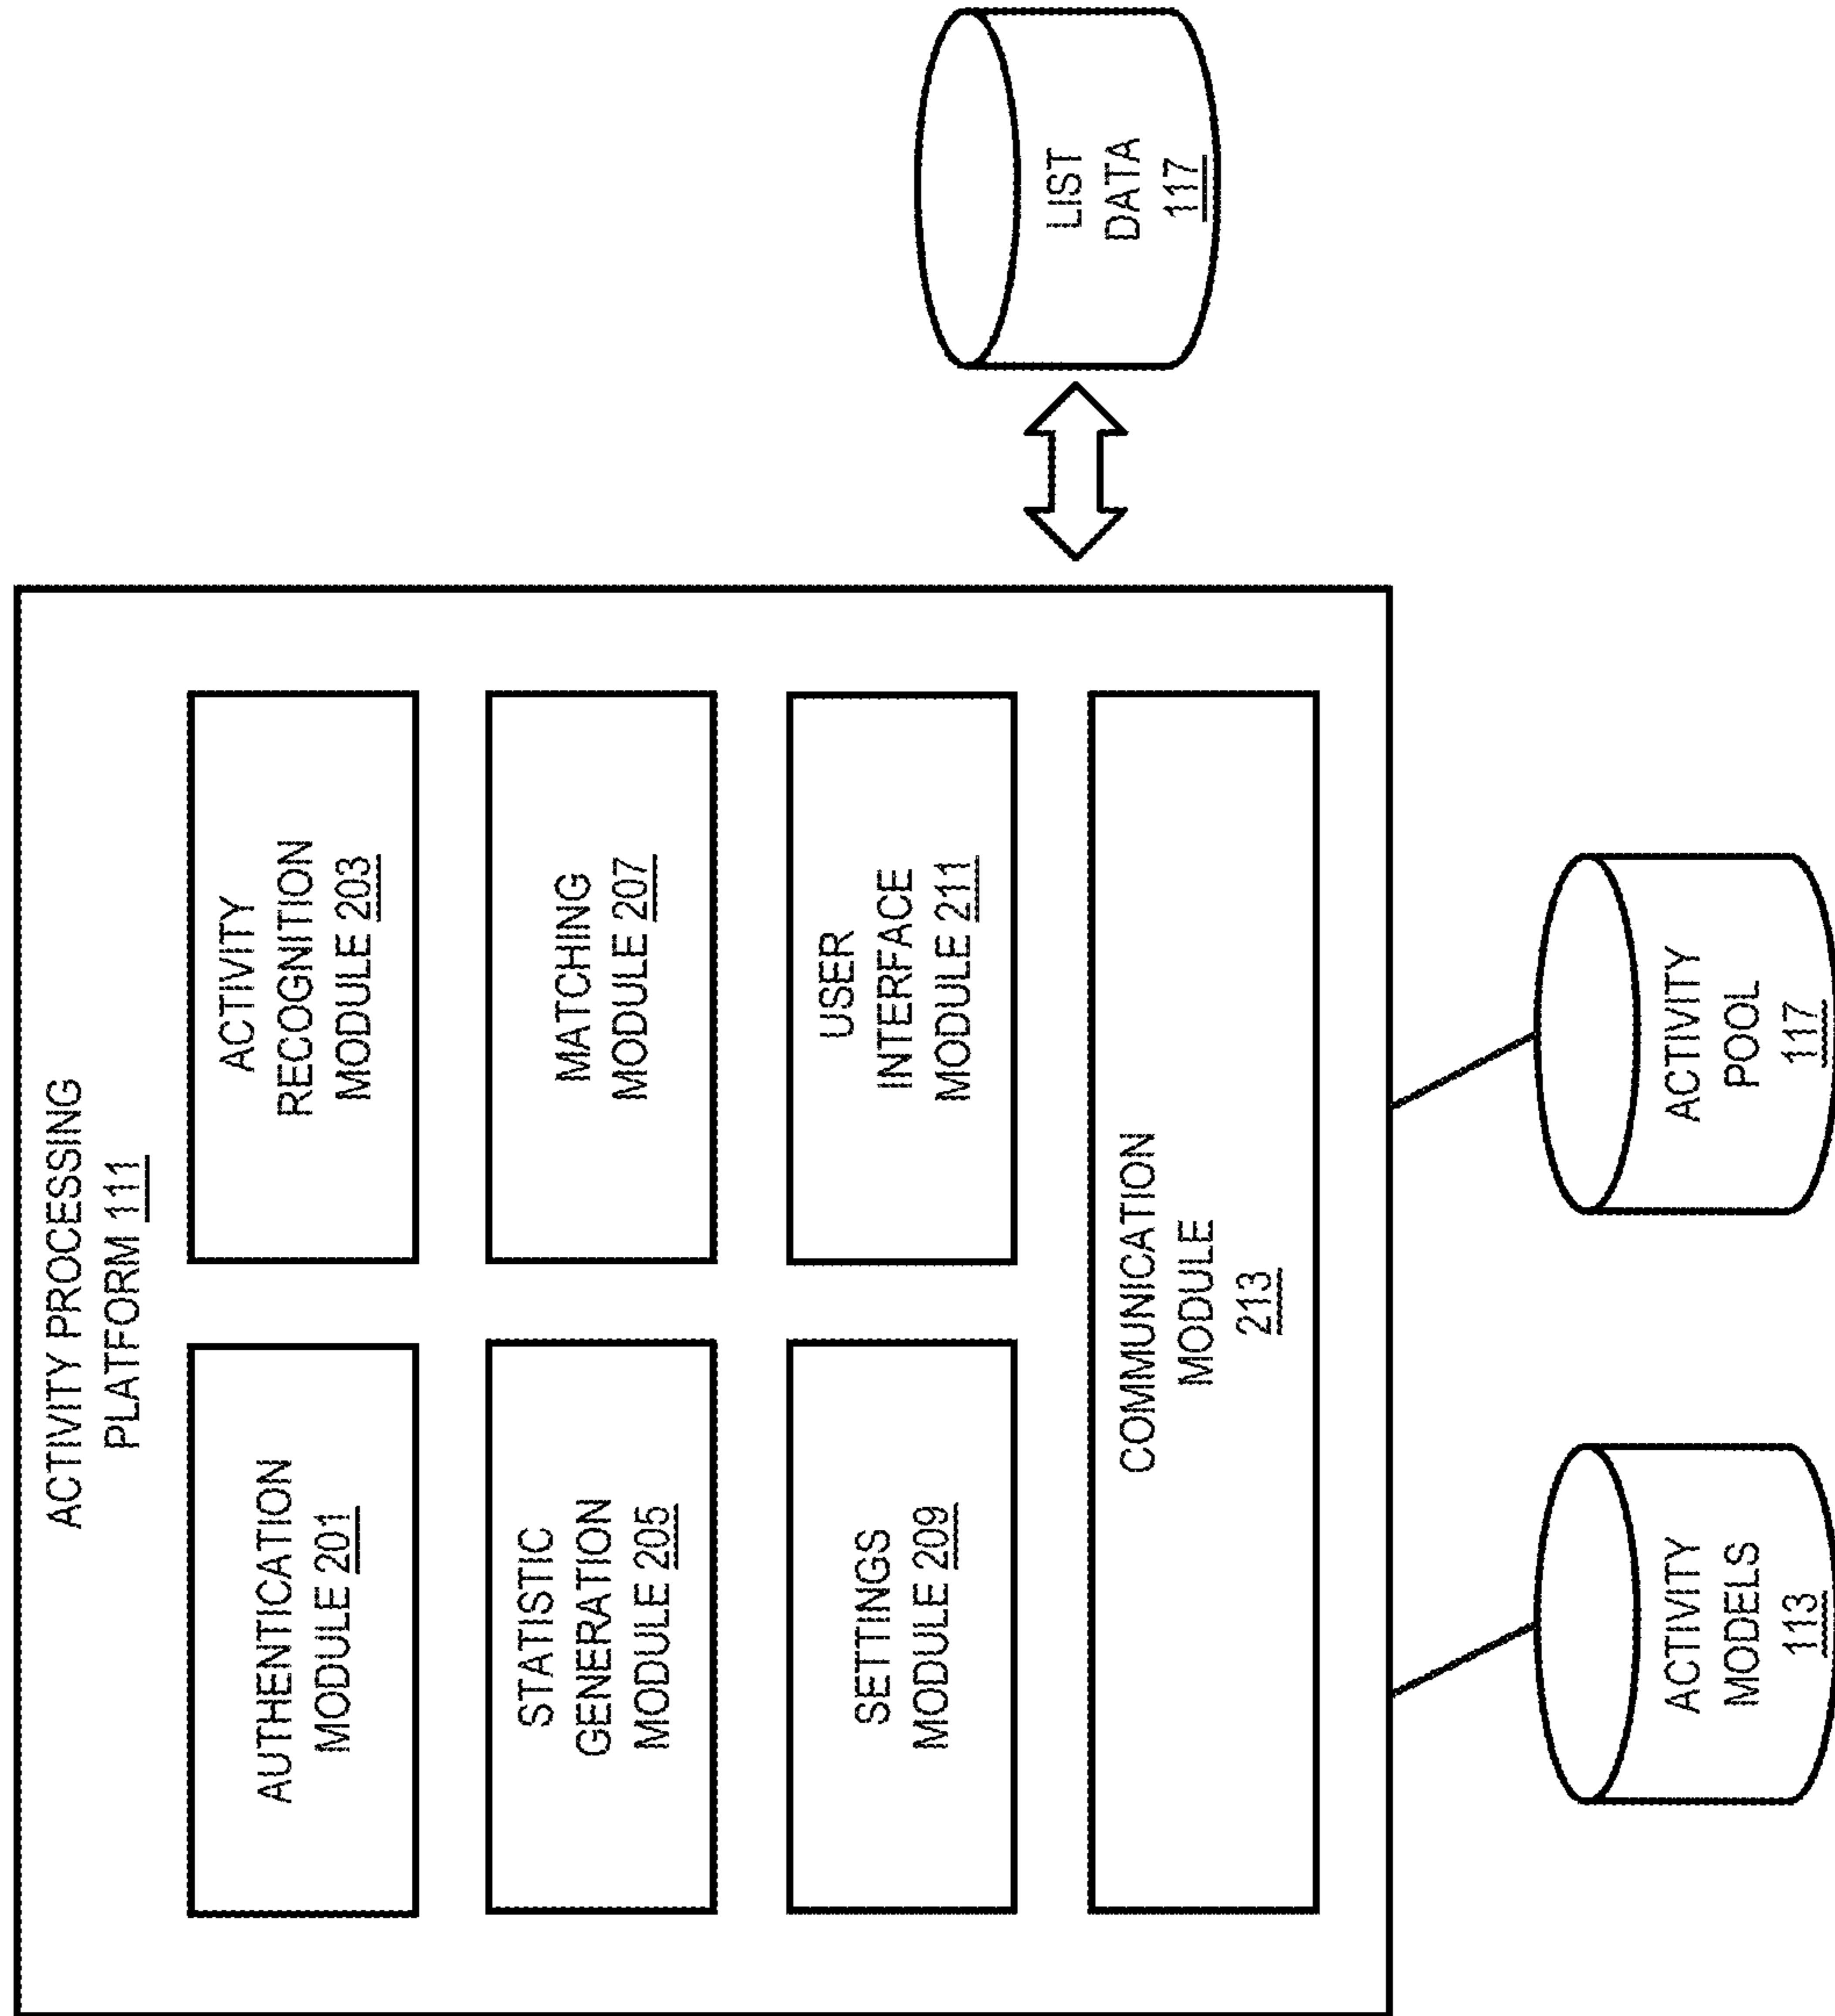 ACTIVITY PROCESSING
PLATFORM 111
AUTHENTICATION
MODULE 201
ACTIVITY
RECOGNITION
MODULE 203
STATISTIC
GENERATION
MODULE 205
MATCHING
MODULE 207
SETTINGS
MODULE 209
USER
INTERFACE
MODULE 211
COMMUNICATION
MODULE
213
LIST
DATA
117
ACTIVITY
MODELS
113
ACTIVITY
POOL
117